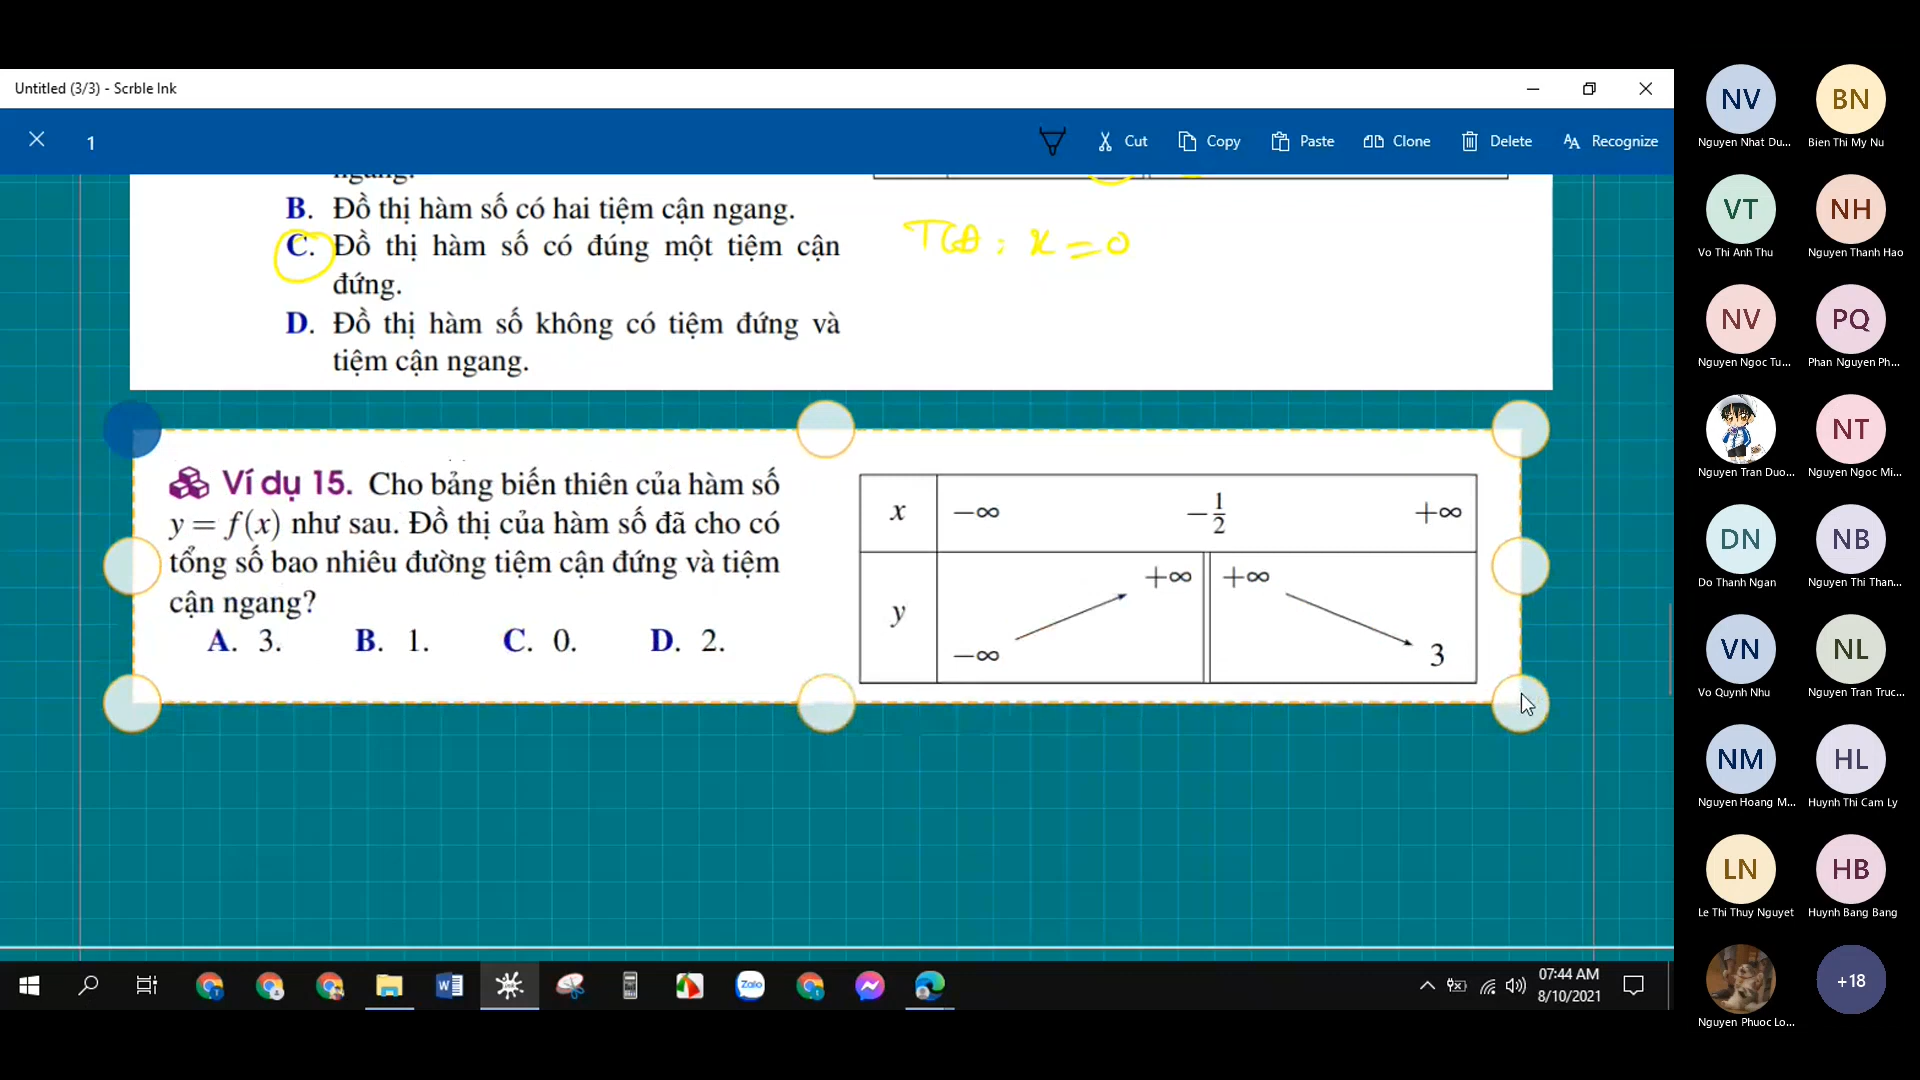 Untitled (3/3) - Scrble Ink
1
Cut
Copy
Paste
Clone
Delete
Recognize
ngang.
B. Đồ thị hàm số có hai tiệm cận ngang.
C. Đồ thị hàm số có đúng một tiệm cận
đứng.
D. Đồ thị hàm số không có tiệm đứng và
tiệm cận ngang.
TCĐ: x = 0
Ví dụ 15. Cho bảng biến thiên của hàm số
y = f(x) như sau. Đồ thị của hàm số đã cho có
tổng số bao nhiêu đường tiệm cận đứng và tiệm
cận ngang?
A. 3. B. 1. C. 0. D. 2.
x −∞ −1/2 +∞
+∞ +∞
y
−∞ 3
NV BN
Nguyen Nhat Du... Bien Thi My Nu
VT NH
Vo Thi Anh Thu Nguyen Thanh Hao
NV PQ
Nguyen Ngoc Tu... Phan Nguyen Ph...
NT
Nguyen Tran Duo... Nguyen Ngoc Mi...
DN NB
Do Thanh Ngan Nguyen Thi Than...
VN NL
Vo Quynh Nhu Nguyen Tran Truc...
NM HL
Nguyen Hoang M... Huynh Thi Cam Ly
LN HB
Le Thi Thuy Nguyet Huynh Bang Bang
+18
Nguyen Phuoc Lo...
Zalo
07:44 AM
8/10/2021